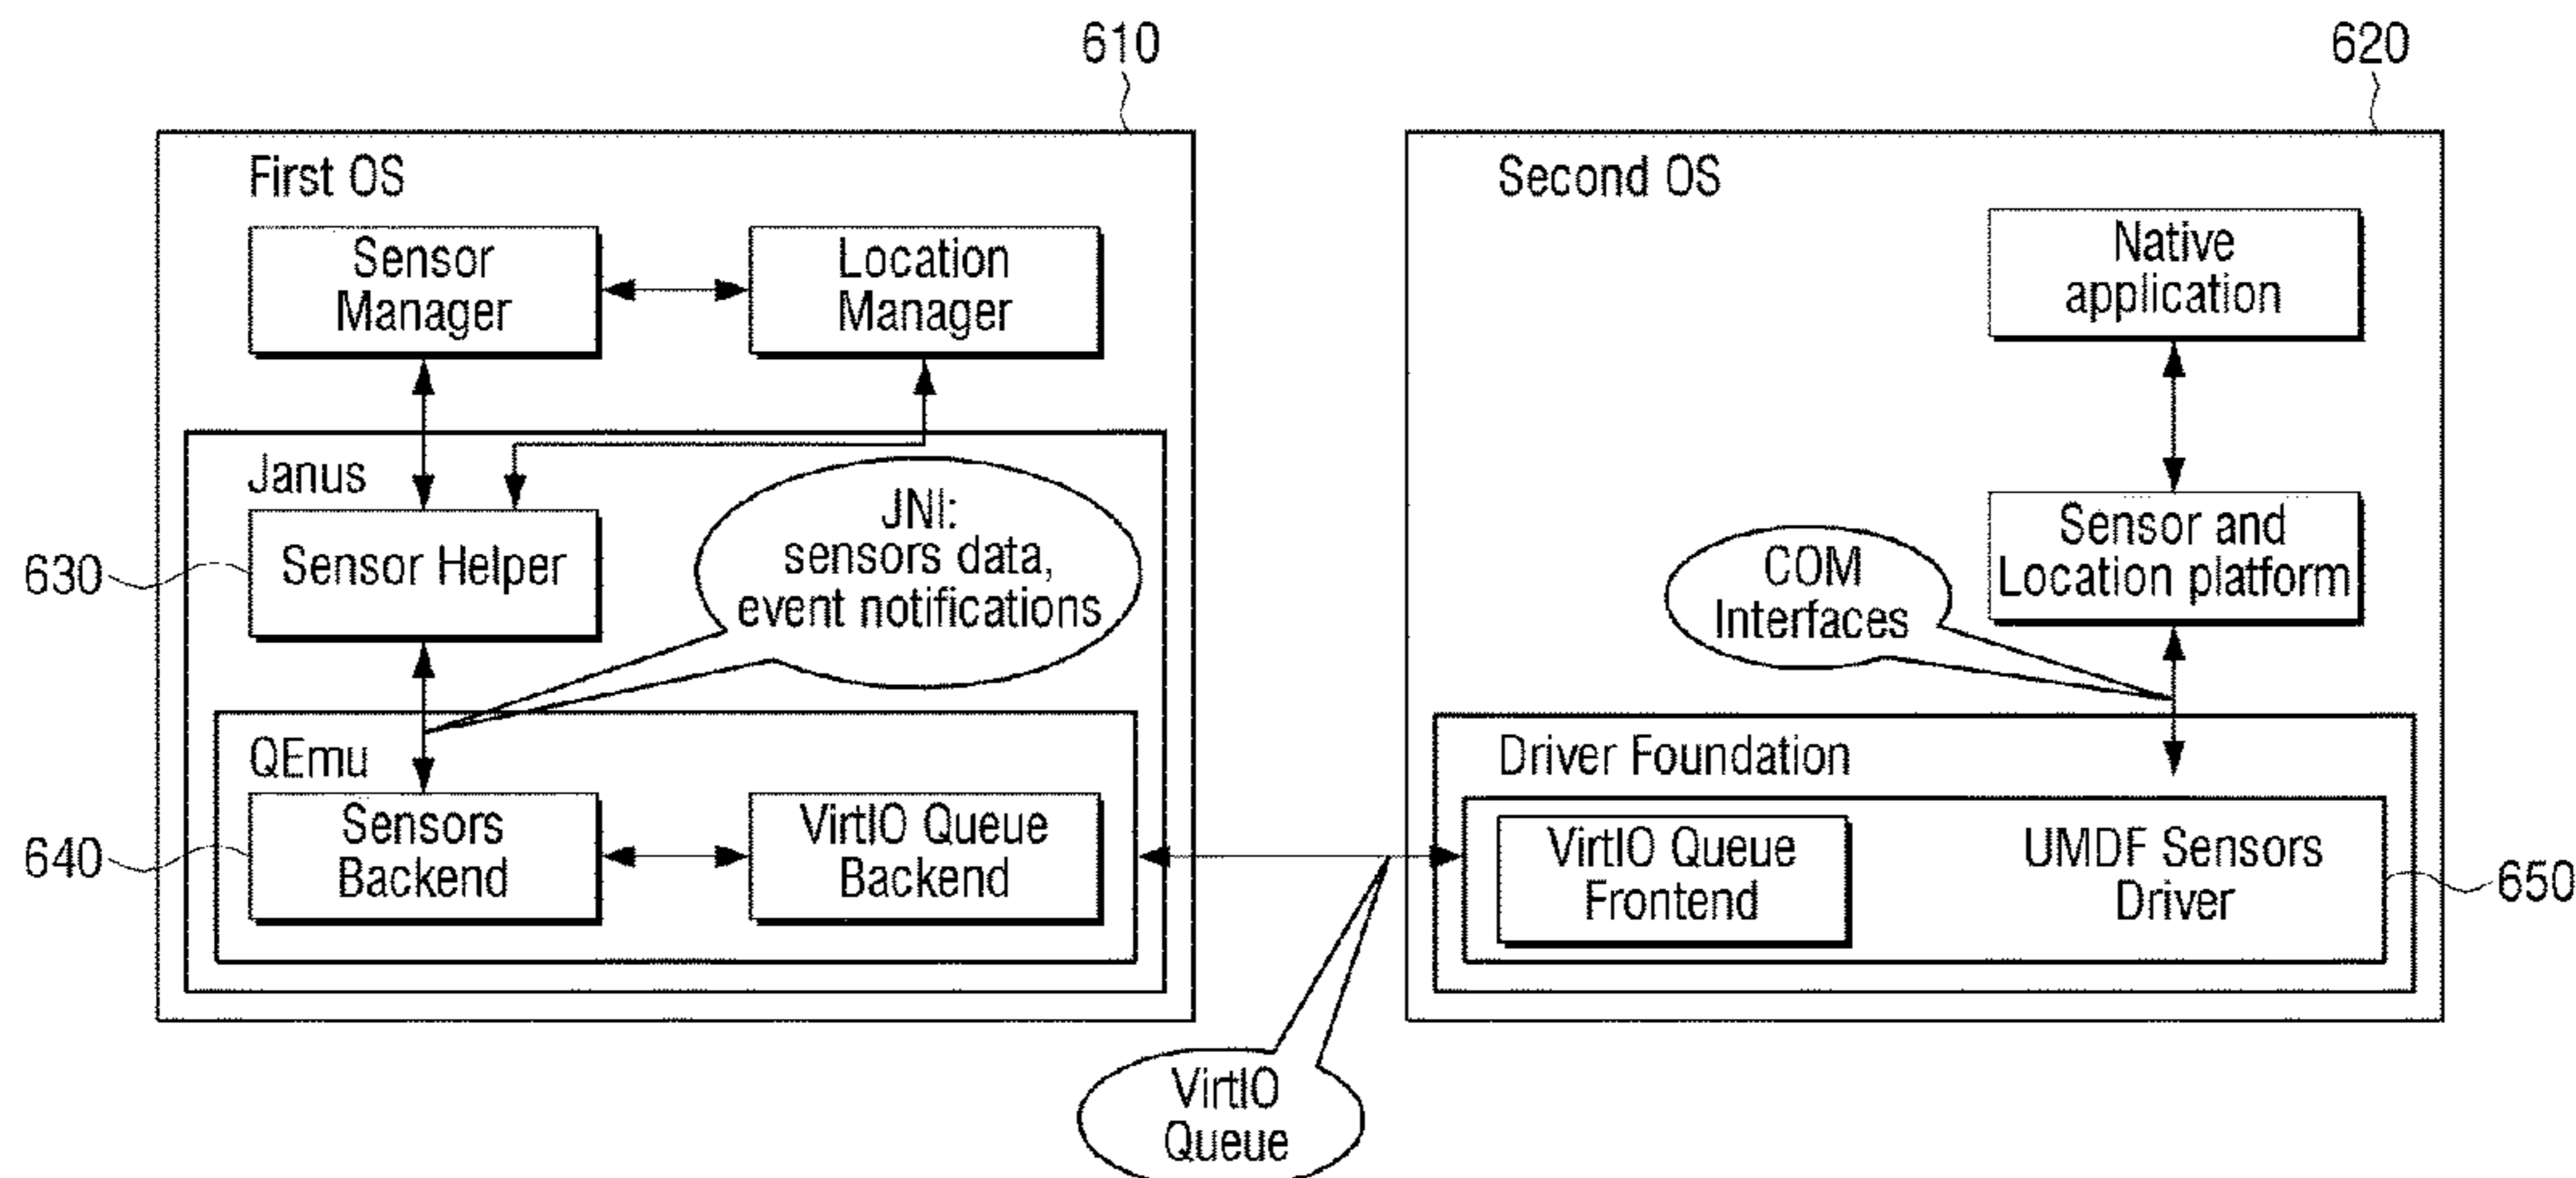 610
620
First OS
Second OS
Sensor
Manager
Location
Manager
Native
application
Janus
JNI:
sensors data,
event notifications
630
Sensor Helper
COM
Interfaces
Sensor and
Location platform
QEmu
Driver Foundation
640
Sensors
Backend
VirtIO Queue
Backend
VirtIO Queue
Frontend
UMDF Sensors
Driver
650
VirtIO
Queue